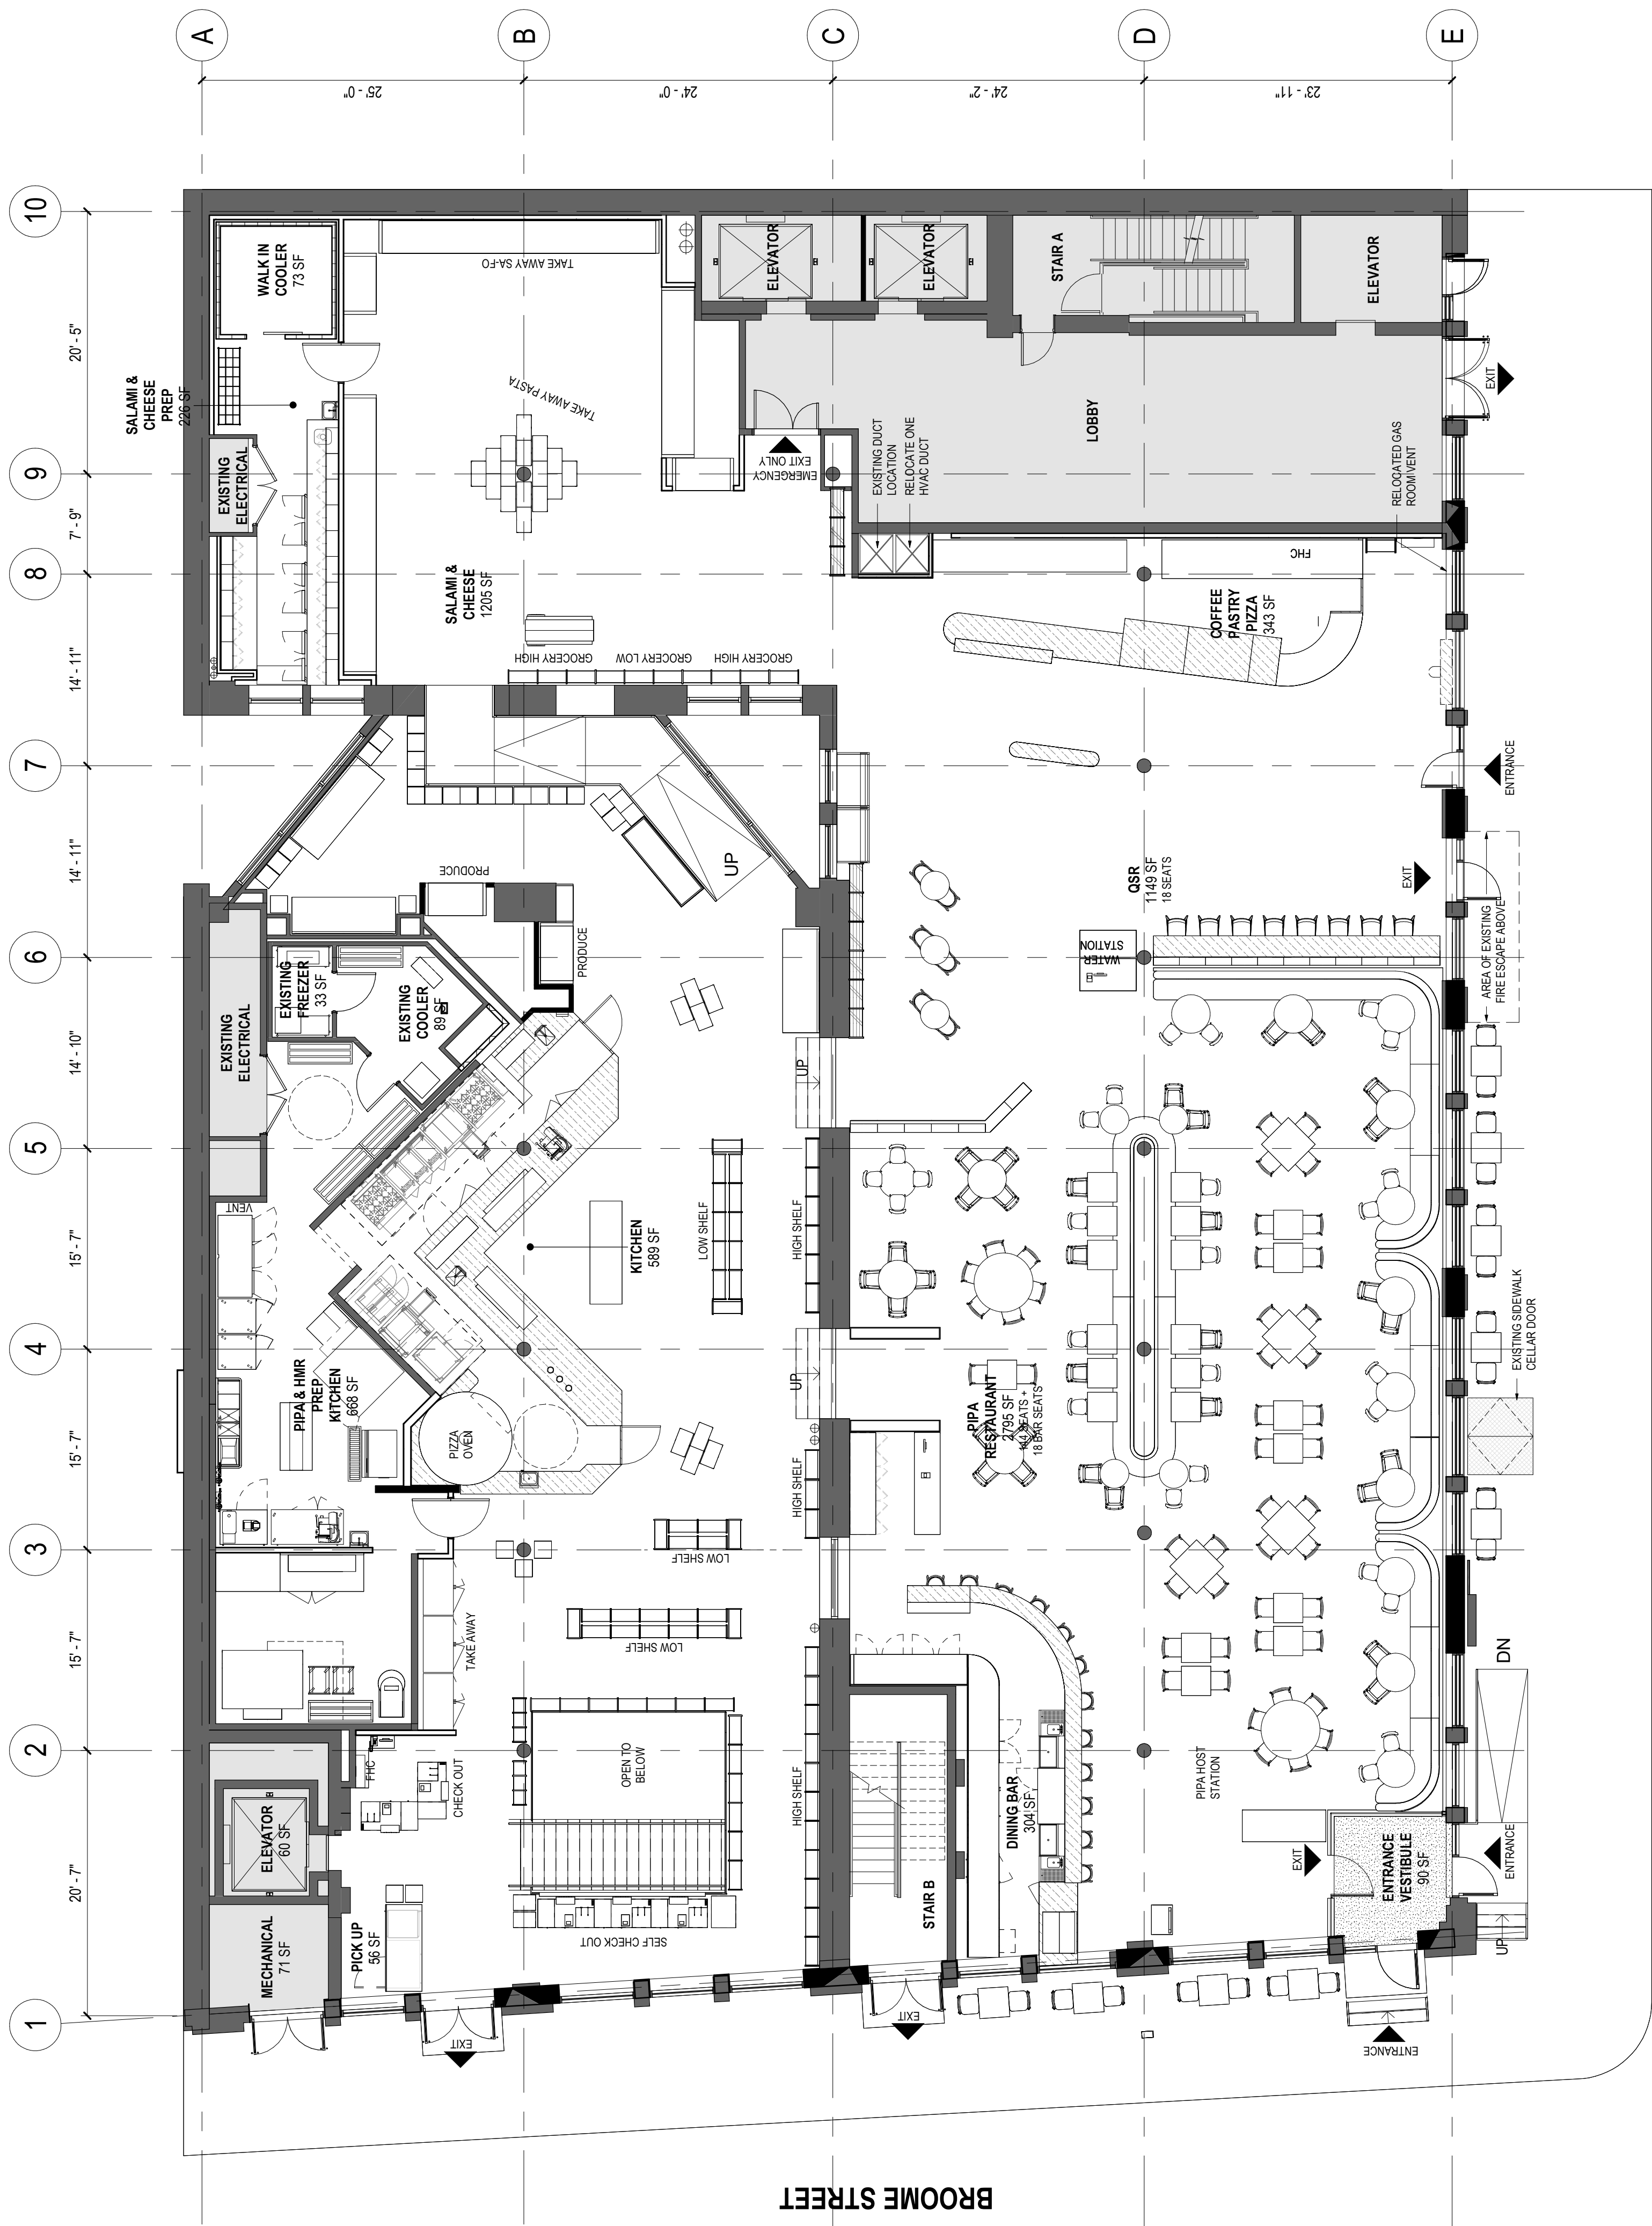 A
B
C
D
E
25' - 0"
24' - 0"
24' - 2"
23' - 11"
10
9
8
7
6
5
4
3
2
1
20' - 5"
7' - 9"
14' - 11"
14' - 11"
14' - 10"
15' - 7"
15' - 7"
15' - 7"
20' - 7"
WALK IN
COOLER
73 SF
SALAMI &
CHEESE
PREP
226 SF
EXISTING
ELECTRICAL
TAKE AWAY SA-FO
TAKE AWAY PASTA
SALAMI &
CHEESE
1205 SF
GROCERY HIGH
GROCERY LOW
GROCERY HIGH
ELEVATOR
ELEVATOR
STAIR A
ELEVATOR
LOBBY
EXIT
EMERGENCY
EXIT ONLY
EXISTING DUCT
LOCATION
RELOCATE ONE
HVAC DUCT
RELOCATED GAS
ROOM VENT
FHC
COFFEE
PASTRY
PIZZA
343 SF
ENTRANCE
UP
PRODUCE
PRODUCE
EXISTING
ELECTRICAL
EXISTING
FREEZER
33 SF
EXISTING
COOLER
89 SF
QSR
1149 SF
18 SEATS
WATER
STATION
EXIT
AREA OF EXISTING
FIRE ESCAPE ABOVE
UP
VENT
KITCHEN
589 SF
LOW SHELF
HIGH SHELF
PIPA & HMR
PREP
KITCHEN
668 SF
PIZZA
OVEN
UP
PIPA
RESTAURANT
2795 SF
144 SEATS +
18 BAR SEATS
EXISTING SIDEWALK
CELLAR DOOR
HIGH SHELF
LOW SHELF
LOW SHELF
TAKE AWAY
OPEN TO
BELOW
HIGH SHELF
FHC
CHECK OUT
ELEVATOR
60 SF
MECHANICAL
71 SF
PICK UP
56 SF
SELF CHECK OUT
STAIR B
DINING BAR
304 SF
PIPA HOST
STATION
EXIT
ENTRANCE
VESTIBULE
90 SF
DN
ENTRANCE
UP
EXIT
EXIT
ENTRANCE
BROOME STREET